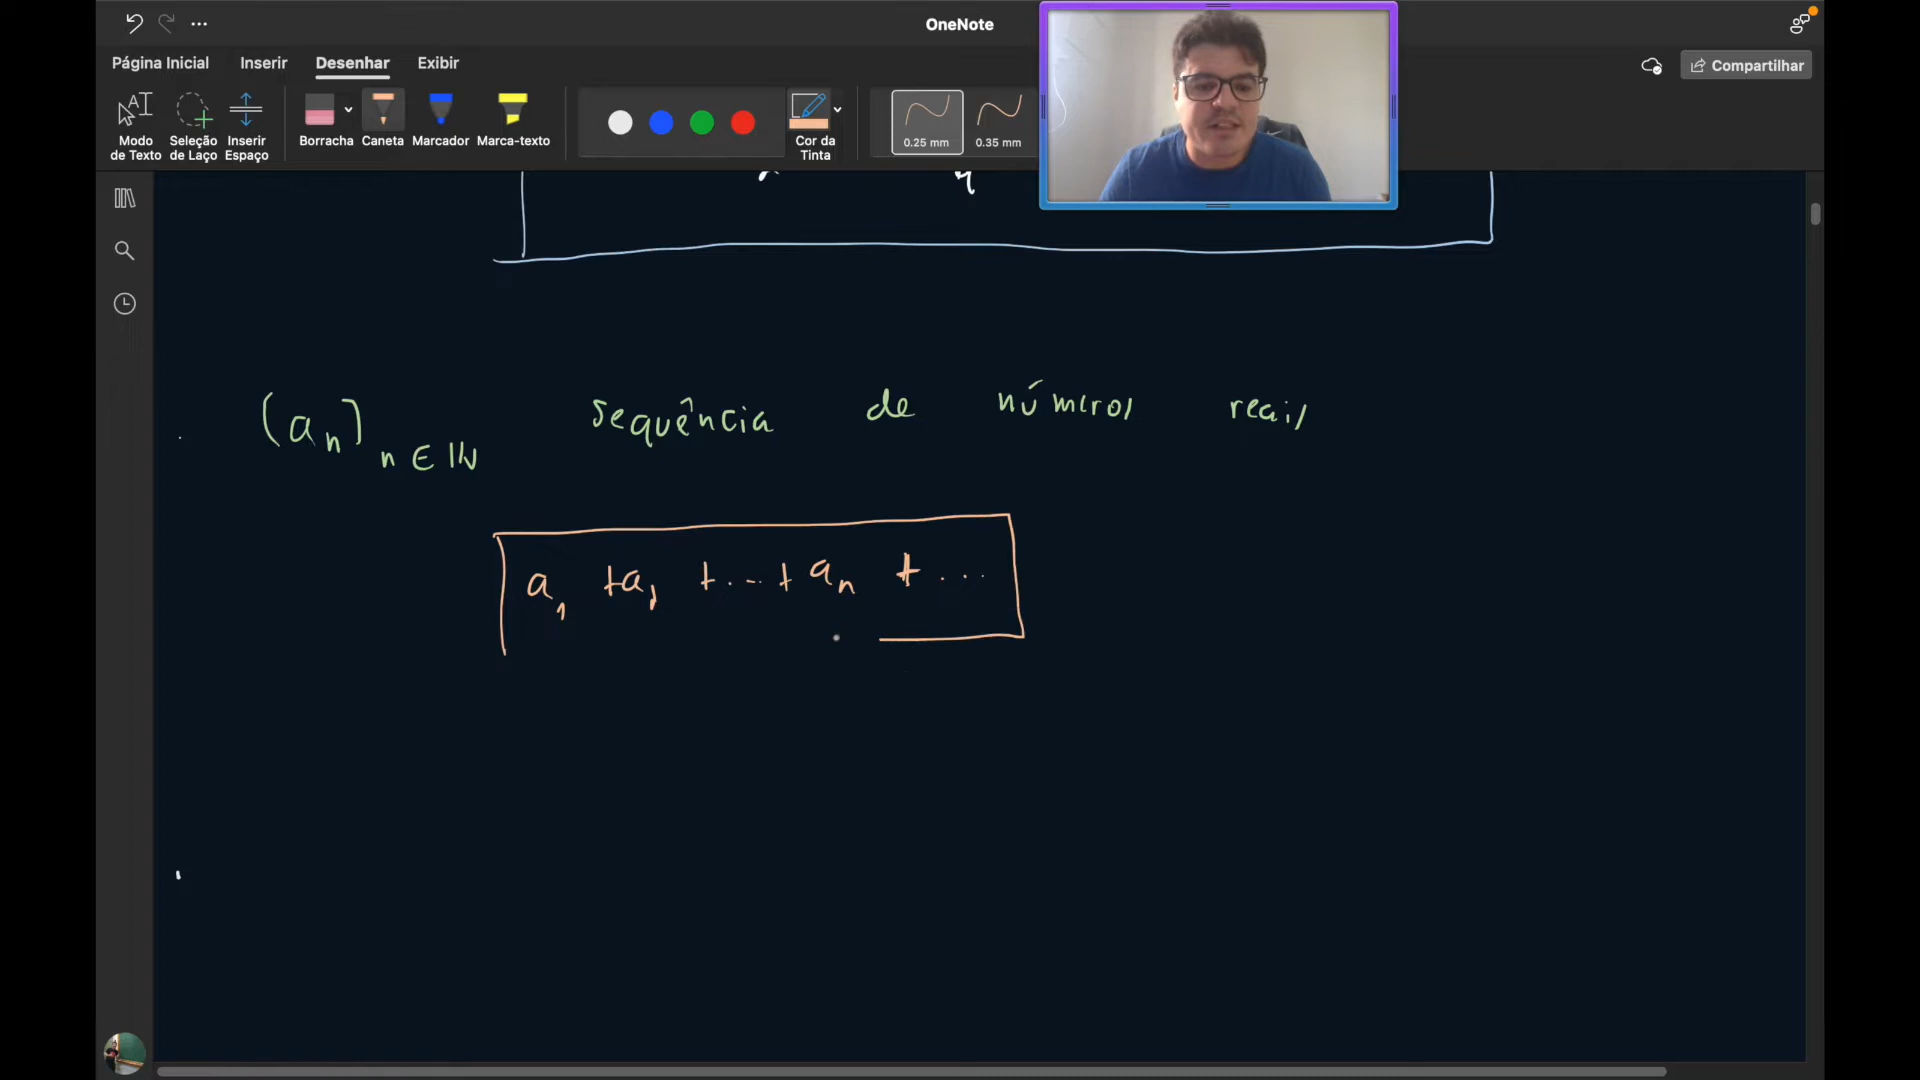 OneNote
Página Inicial Inserir Desenhar Exibir
Compartilhar
Modo de Texto
Seleção de Laço
Inserir Espaço
Borracha
Caneta
Marcador
Marca-texto
Cor da Tinta
0.25 mm
0.35 mm
(aₙ)ₙ∈ℕ sequência de números reais
a₁ + a₁ + ... + aₙ + ...